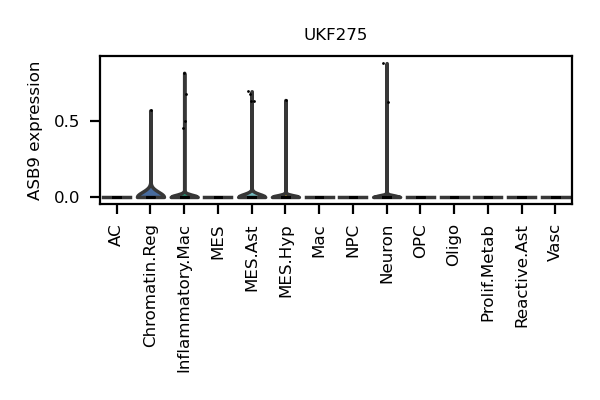 UKF275
ASB9 expression
0.5
0.0
AC
Chromatin.Reg
Inflammatory.Mac
MES
MES.Ast
MES.Hyp
Mac
NPC
Neuron
OPC
Oligo
Prolif.Metab
Reactive.Ast
Vasc